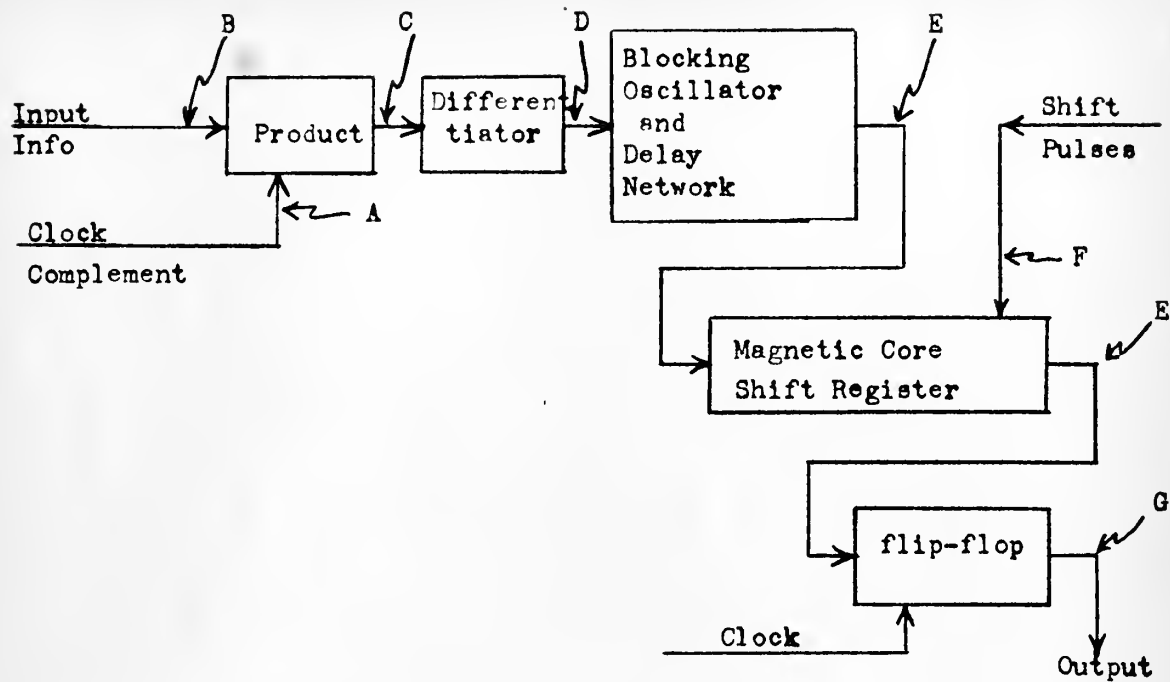 B
C
D
E
Input
Info
Product
Differen
tiator
Blocking
Oscillator
and
Delay
Network
Shift
Pulses
A
Clock
Complement
F
E
Magnetic Core
Shift Register
G
flip-flop
Clock
Output